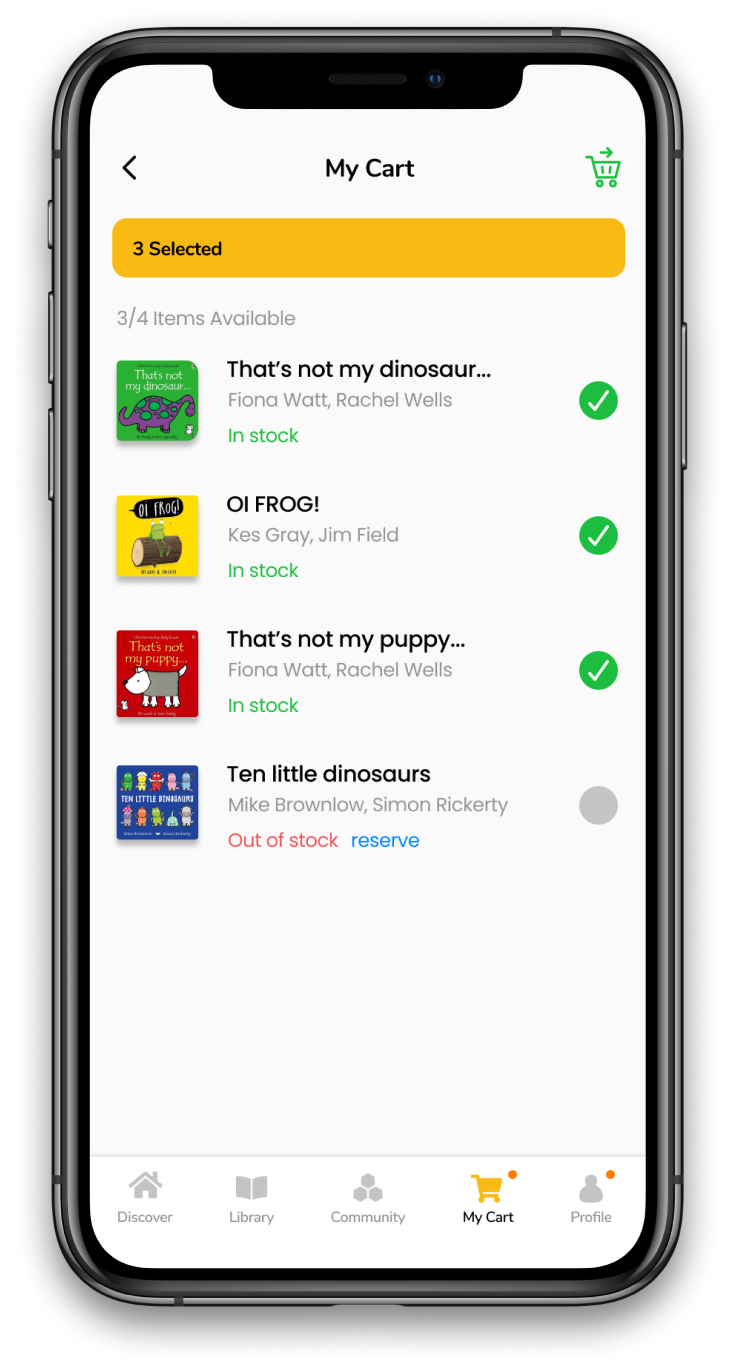 My Cart
3 Selected
3/4 Items Available
That's not my dinosaur...
Fiona Watt, Rachel Wells
In stock
That's not
my dinosaur...
OI FROG!
Kes Gray, Jim Field
In stock
OI FROG!
That's not my puppy...
Fiona Watt, Rachel Wells
In stock
That's not
my puppy...
Ten little dinosaurs
Mike Brownlow, Simon Rickerty
Out of stock reserve
TEN LITTLE DINOSAURS
Discover
Library
Community
My Cart
Profile